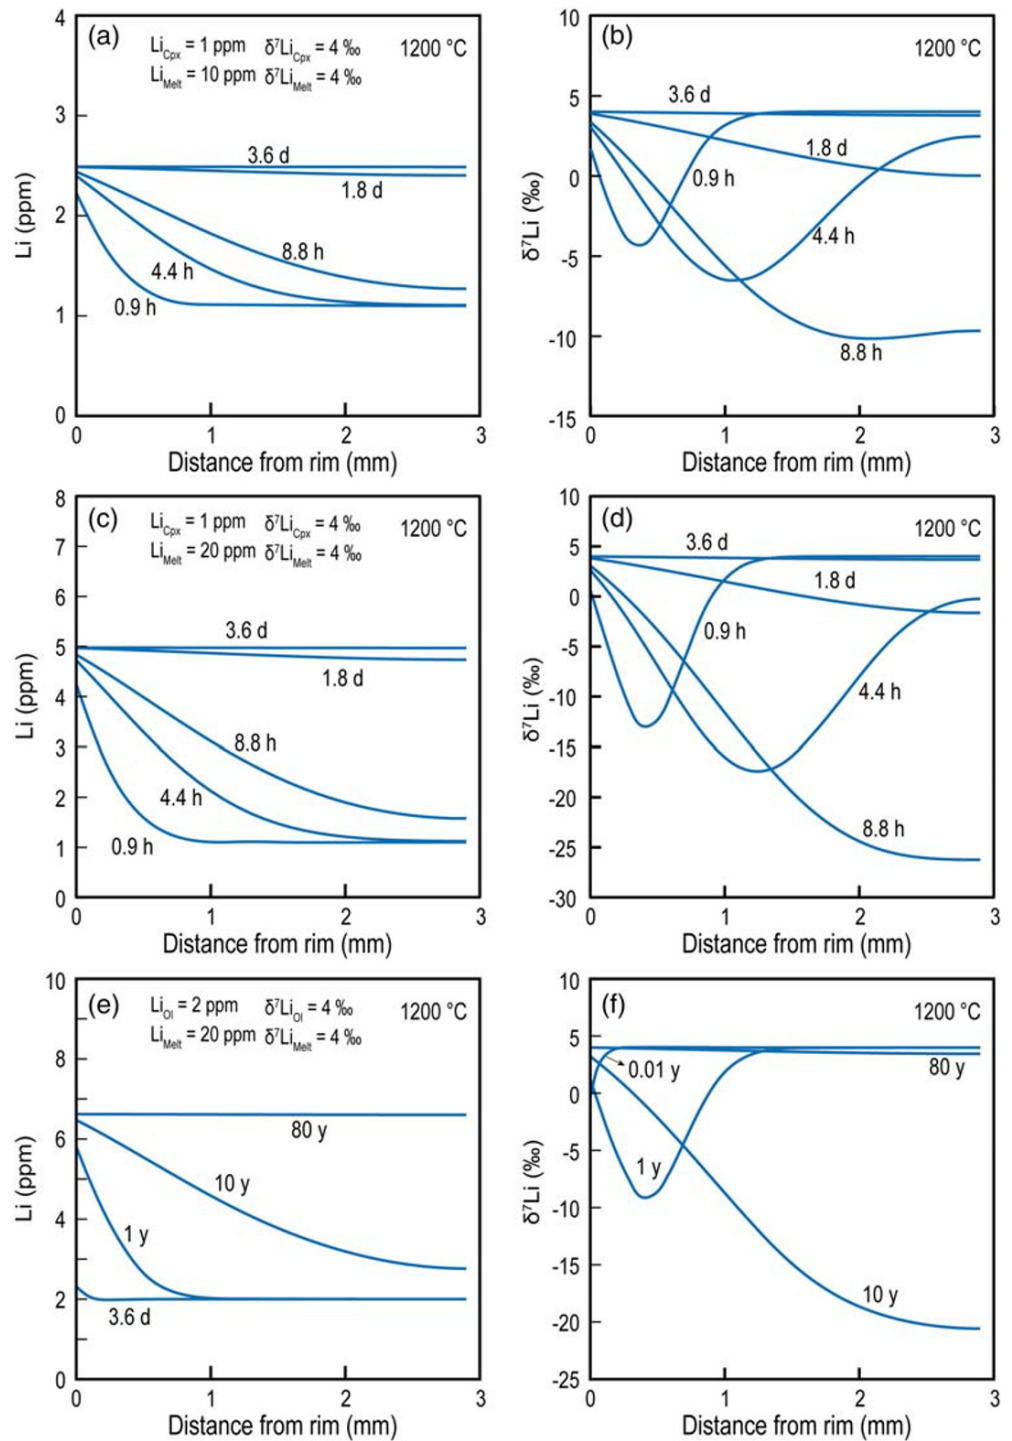 (a)
Li_Cpx = 1 ppm δ⁷Li_Cpx = 4 ‰
1200 °C
Li_Melt = 10 ppm δ⁷Li_Melt = 4 ‰
4
3
2
1
0
Li (ppm)
3.6 d
1.8 d
8.8 h
4.4 h
0.9 h
0 1 2 3
Distance from rim (mm)
(b)
1200 °C
10
5
0
-5
-10
-15
δ⁷Li (‰)
3.6 d
1.8 d
0.9 h
4.4 h
8.8 h
0 1 2 3
Distance from rim (mm)
(c)
Li_Cpx = 1 ppm δ⁷Li_Cpx = 4 ‰
1200 °C
Li_Melt = 20 ppm δ⁷Li_Melt = 4 ‰
8
7
6
5
4
3
2
1
0
Li (ppm)
3.6 d
1.8 d
8.8 h
4.4 h
0.9 h
0 1 2 3
Distance from rim (mm)
(d)
1200 °C
10
5
0
-5
-10
-15
-20
-25
-30
δ⁷Li (‰)
3.6 d
1.8 d
0.9 h
4.4 h
8.8 h
0 1 2 3
Distance from rim (mm)
(e)
Li_Ol = 2 ppm δ⁷Li_Ol = 4 ‰
1200 °C
Li_Melt = 20 ppm δ⁷Li_Melt = 4 ‰
10
8
6
4
2
0
Li (ppm)
80 y
10 y
1 y
3.6 d
0 1 2 3
Distance from rim (mm)
(f)
1200 °C
10
5
0
-5
-10
-15
-20
-25
δ⁷Li (‰)
0.01 y
80 y
1 y
10 y
0 1 2 3
Distance from rim (mm)